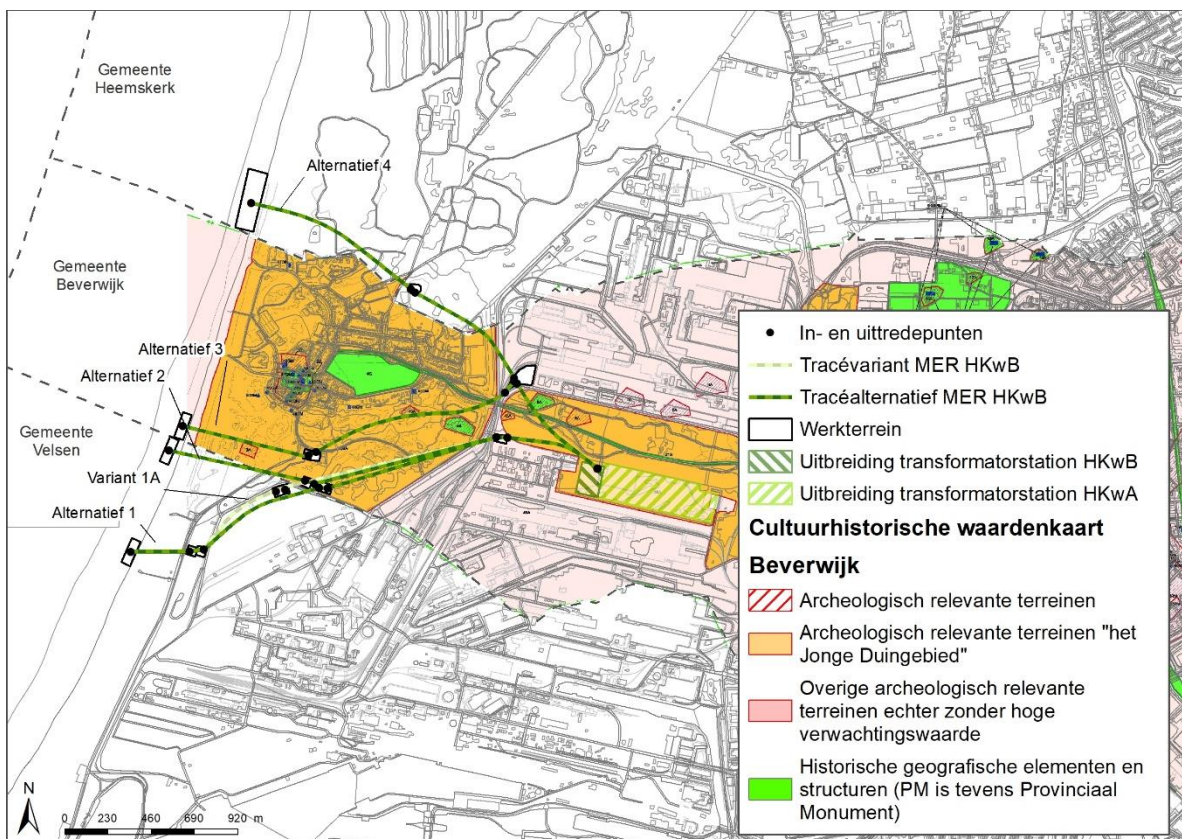 Gemeente
Heemskerk
Alternatief 4
Gemeente
Beverwijk
Alternatief 3
Alternatief 2
Gemeente
Velsen
Variant 1A
Alternatief 1
In- en uittredepunten
Tracévariant MER HKwB
Tracéalternatief MER HKwB
Werkterrein
Uitbreiding transformatorstation HKwB
Uitbreiding transformatorstation HKwA
Cultuurhistorische waardenkaart
Beverwijk
Archeologisch relevante terreinen
Archeologisch relevante terreinen "het
Jonge Duingebied"
Overige archeologisch relevante
terreinen echter zonder hoge
verwachtingswaarde
Historische geografische elementen en
structuren (PM is tevens Provinciaal
Monument)
N
0 230 460 690 920 m